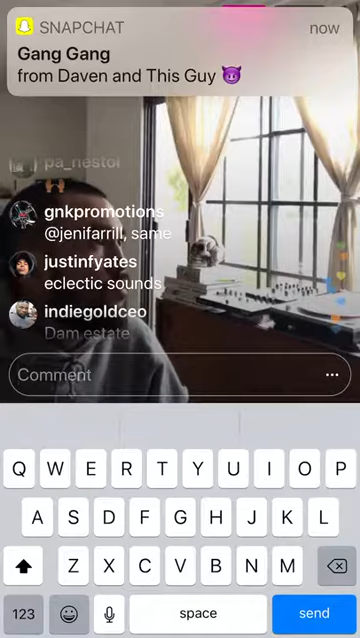 SNAPCHAT now
Gang Gang
from Daven and This Guy 😈
pa_nestor
🙌
gnkpromotions
@jenifarrill, same
justinfyates
eclectic sounds
indiegoldceo
Dam estate
Comment
Q W E R T Y U I O P
A S D F G H J K L
Z X C V B N M
123 space send